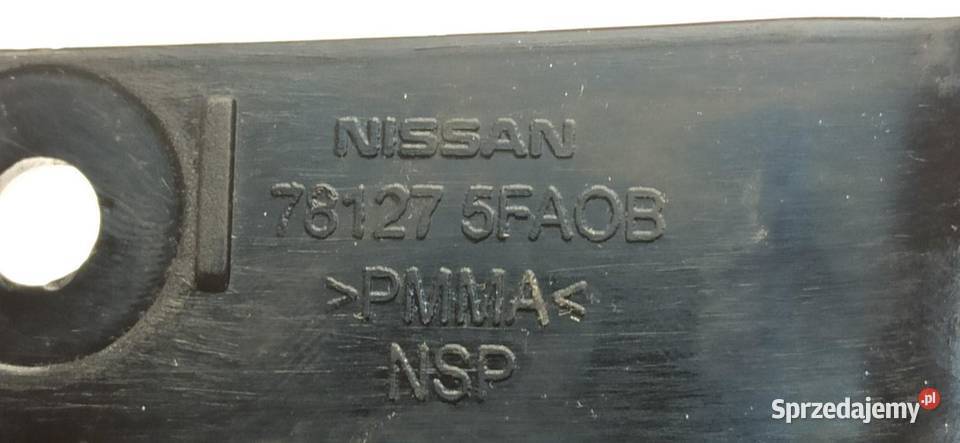 NISSAN
78127 5FA0B
>PMMA<
NSP
Sprzedajemy.pl